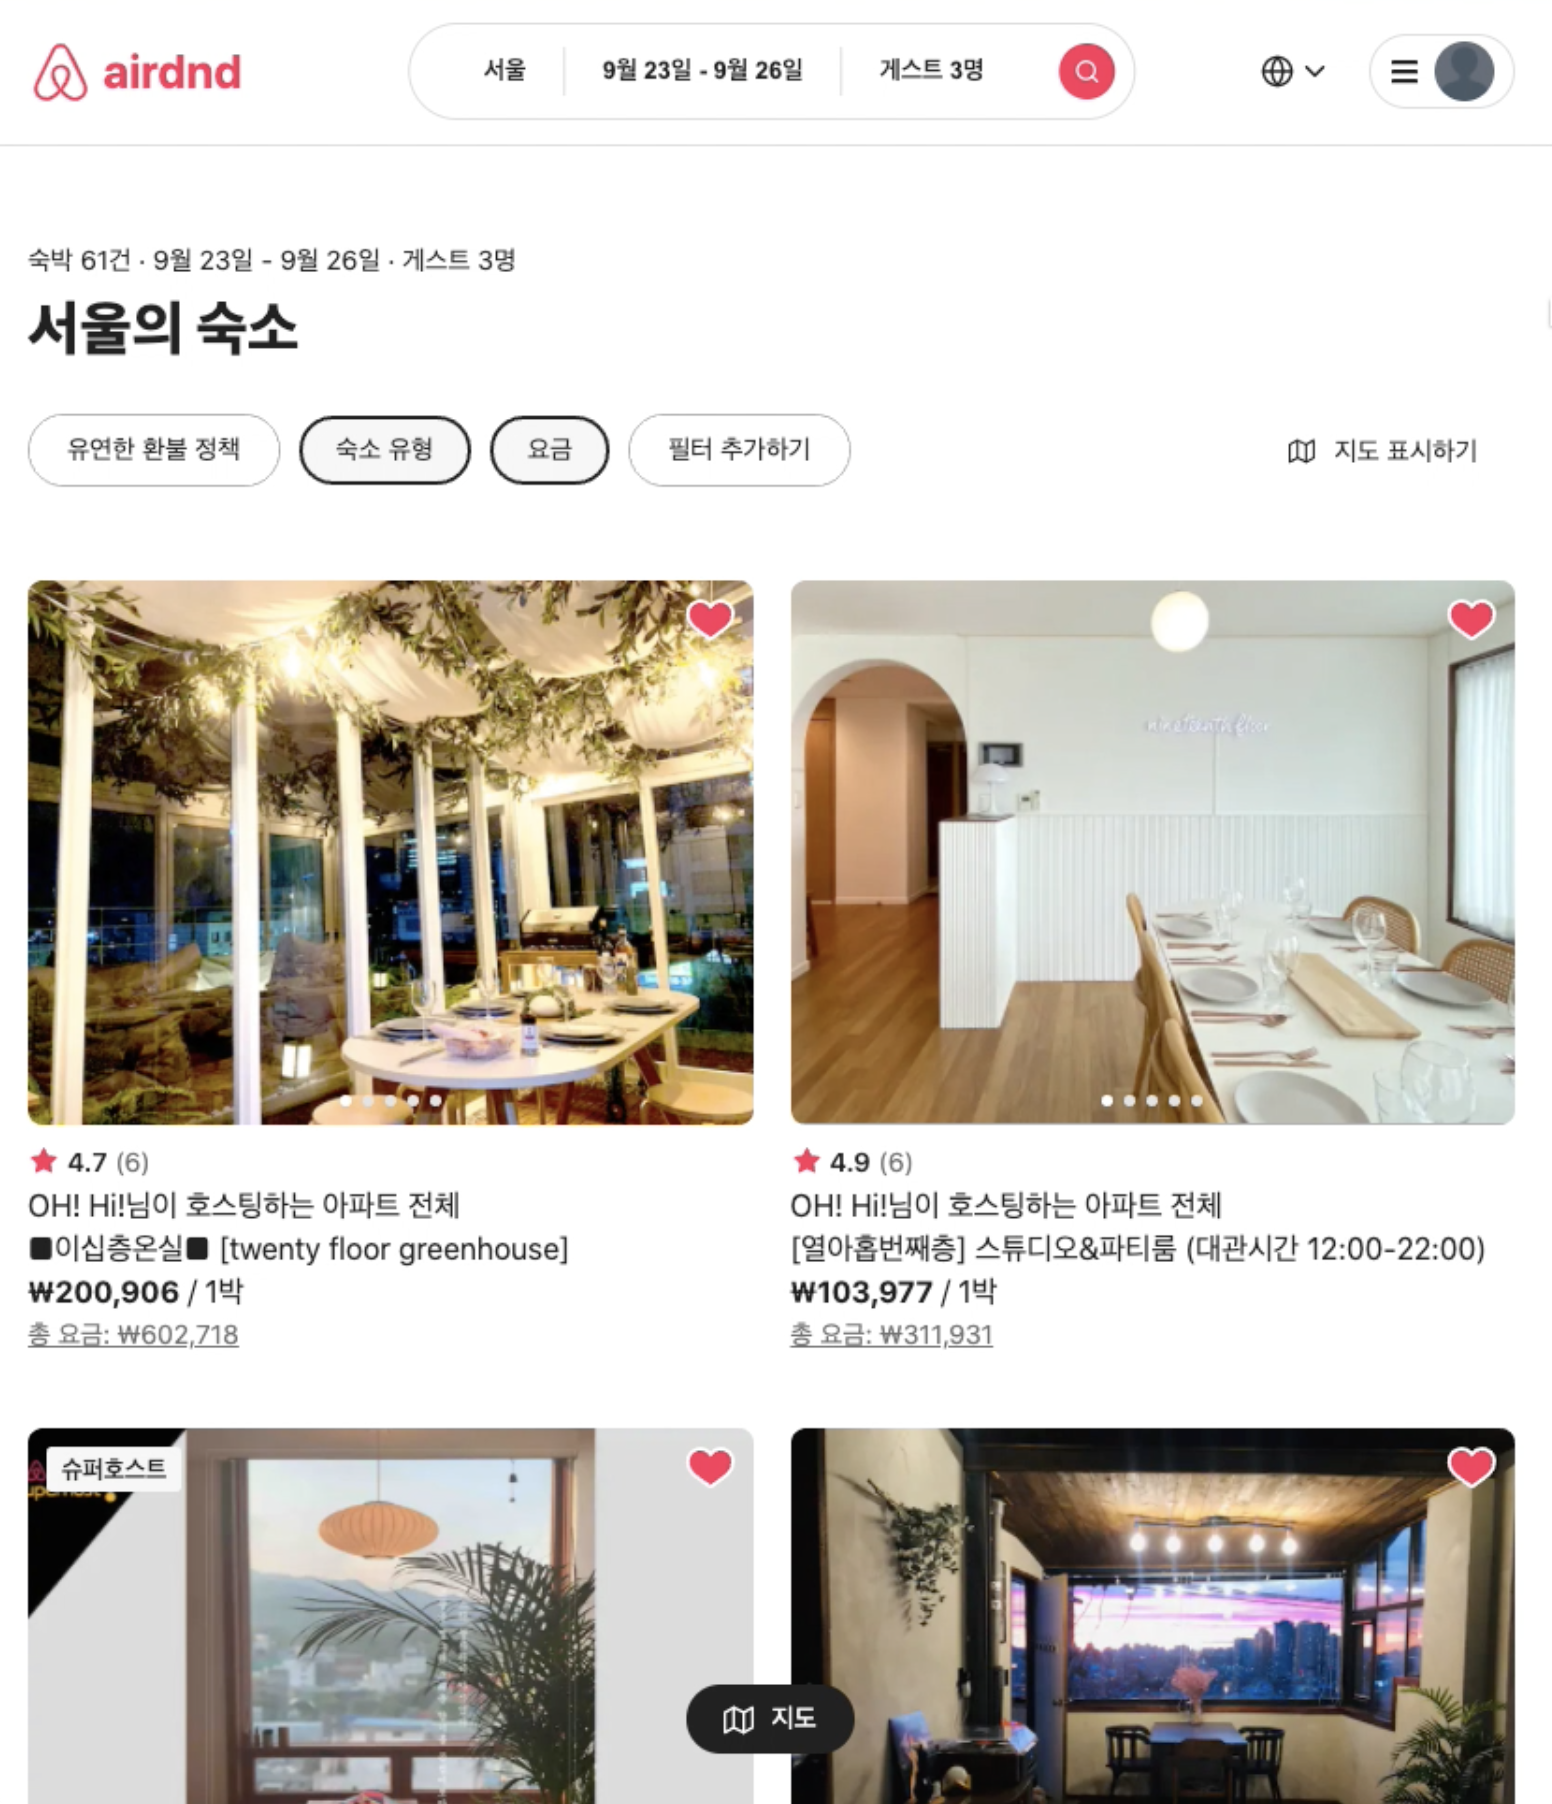 airdnd
서울
9월 23일 - 9월 26일
게스트 3명
숙박 61건 · 9월 23일 - 9월 26일 · 게스트 3명
서울의 숙소
유연한 환불 정책
숙소 유형
요금
필터 추가하기
지도 표시하기
nineteenth floor
4.7 (6)
OH! Hi!님이 호스팅하는 아파트 전체
■이십층온실■ [twenty floor greenhouse]
₩200,906 / 1박
총 요금: ₩602,718
4.9 (6)
OH! Hi!님이 호스팅하는 아파트 전체
[열아홉번째층] 스튜디오&파티룸 (대관시간 12:00-22:00)
₩103,977 / 1박
총 요금: ₩311,931
슈퍼호스트
지도